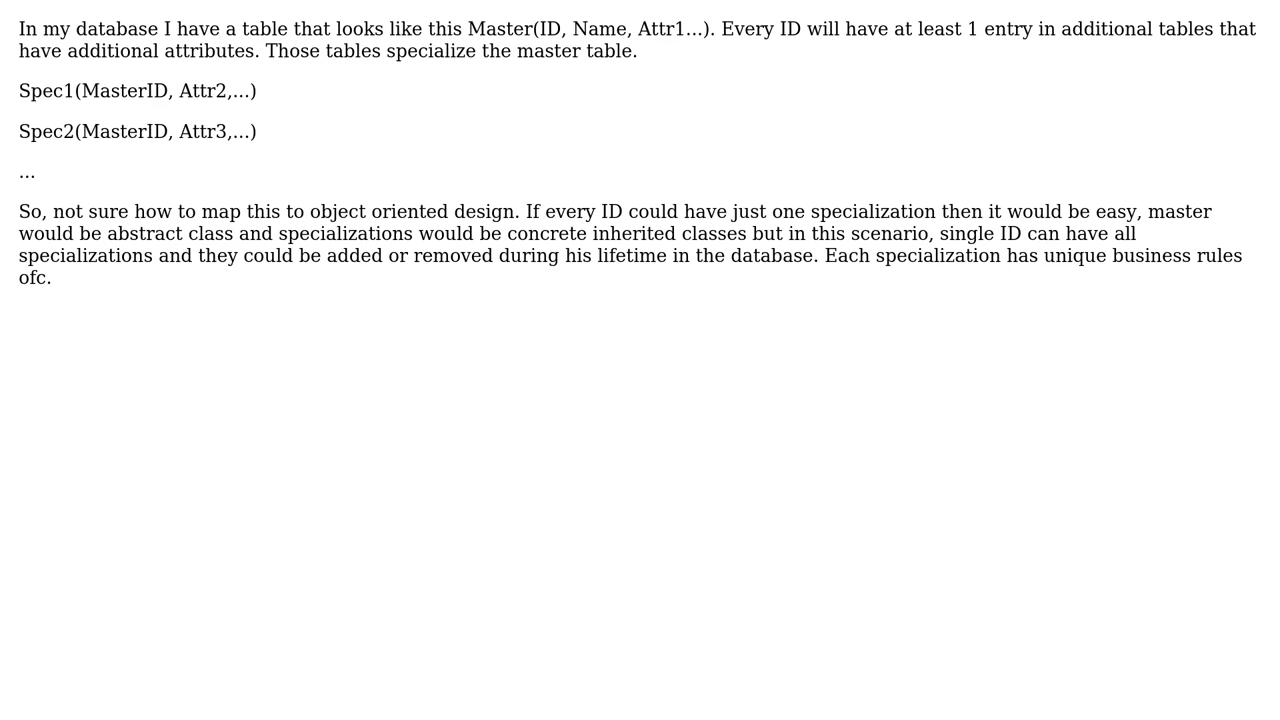 In my database I have a table that looks like this Master(ID, Name, Attr1...). Every ID will have at least 1 entry in additional tables that
have additional attributes. Those tables specialize the master table.
Spec1(MasterID, Attr2,...)
Spec2(MasterID, Attr3,...)
...
So, not sure how to map this to object oriented design. If every ID could have just one specialization then it would be easy, master
would be abstract class and specializations would be concrete inherited classes but in this scenario, single ID can have all
specializations and they could be added or removed during his lifetime in the database. Each specialization has unique business rules
ofc.